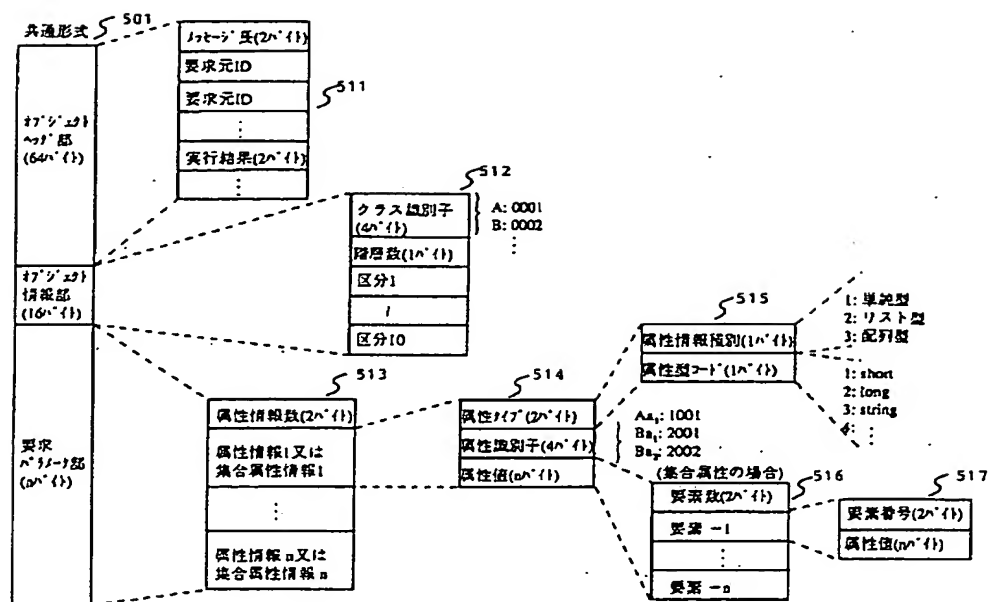 共通形式
501
オブジェクト
ヘッダ部
(64バイト)
オブジェクト
情報部
(16バイト)
要求
パラメータ部
(nバイト)
メッセージ長(2バイト)
要求元ID
要求元ID
⋮
実行結果(2バイト)
⋮
511
512
クラス識別子
(4バイト)
階層数(1バイト)
区分1
区分10
A: 0001
B: 0002
⋮
513
属性情報数(2バイト)
属性情報1又は
集合属性情報1
⋮
属性情報n又は
集合属性情報n
514
属性タイプ(2バイト)
属性識別子(4バイト)
属性値(nバイト)
Aa₁: 1001
Ba₁: 2001
Ba₂: 2002
515
属性情報種別(1バイト)
属性型コード(1バイト)
1: 単純型
2: リスト型
3: 配列型
1: short
2: long
3: string
4:
⋮
(集合属性の場合)
516
要素数(2バイト)
要素-1
⋮
要素-n
517
要素番号(2バイト)
属性値(nバイト)